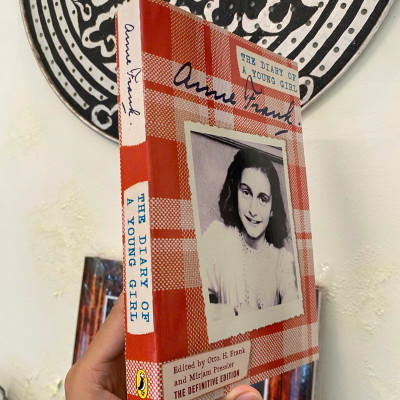 Anne Frank.
THE DIARY OF
A YOUNG GIRL
THE DIARY OF
A YOUNG GIRL
Anne Frank.
Edited by Otto. H. Frank
and Mirjam Pressler
THE DEFINITIVE EDITION